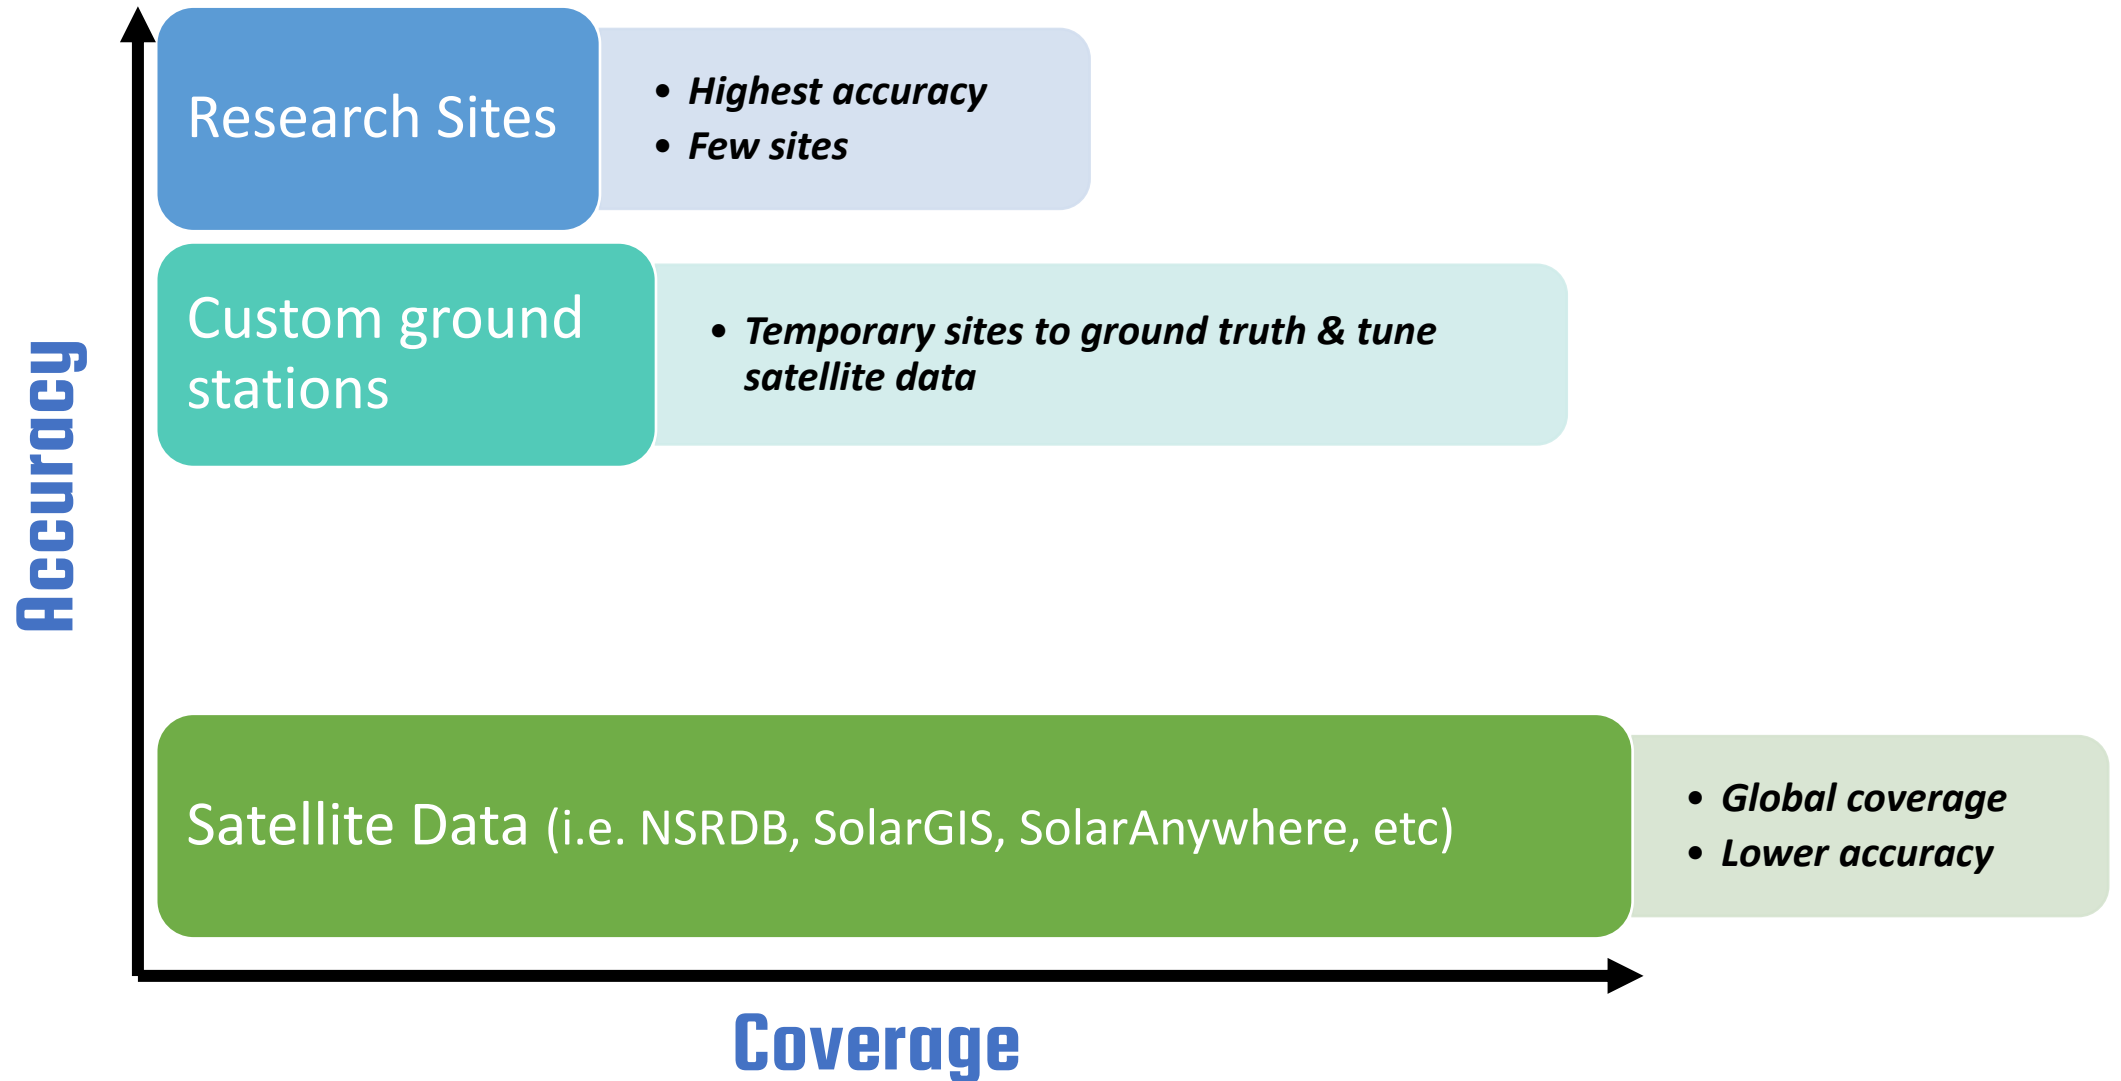 Research Sites
• Highest accuracy
• Few sites
Custom ground
stations
• Temporary sites to ground truth & tune
satellite data
Accuracy
Satellite Data (i.e. NSRDB, SolarGIS, SolarAnywhere, etc)
• Global coverage
• Lower accuracy
Coverage